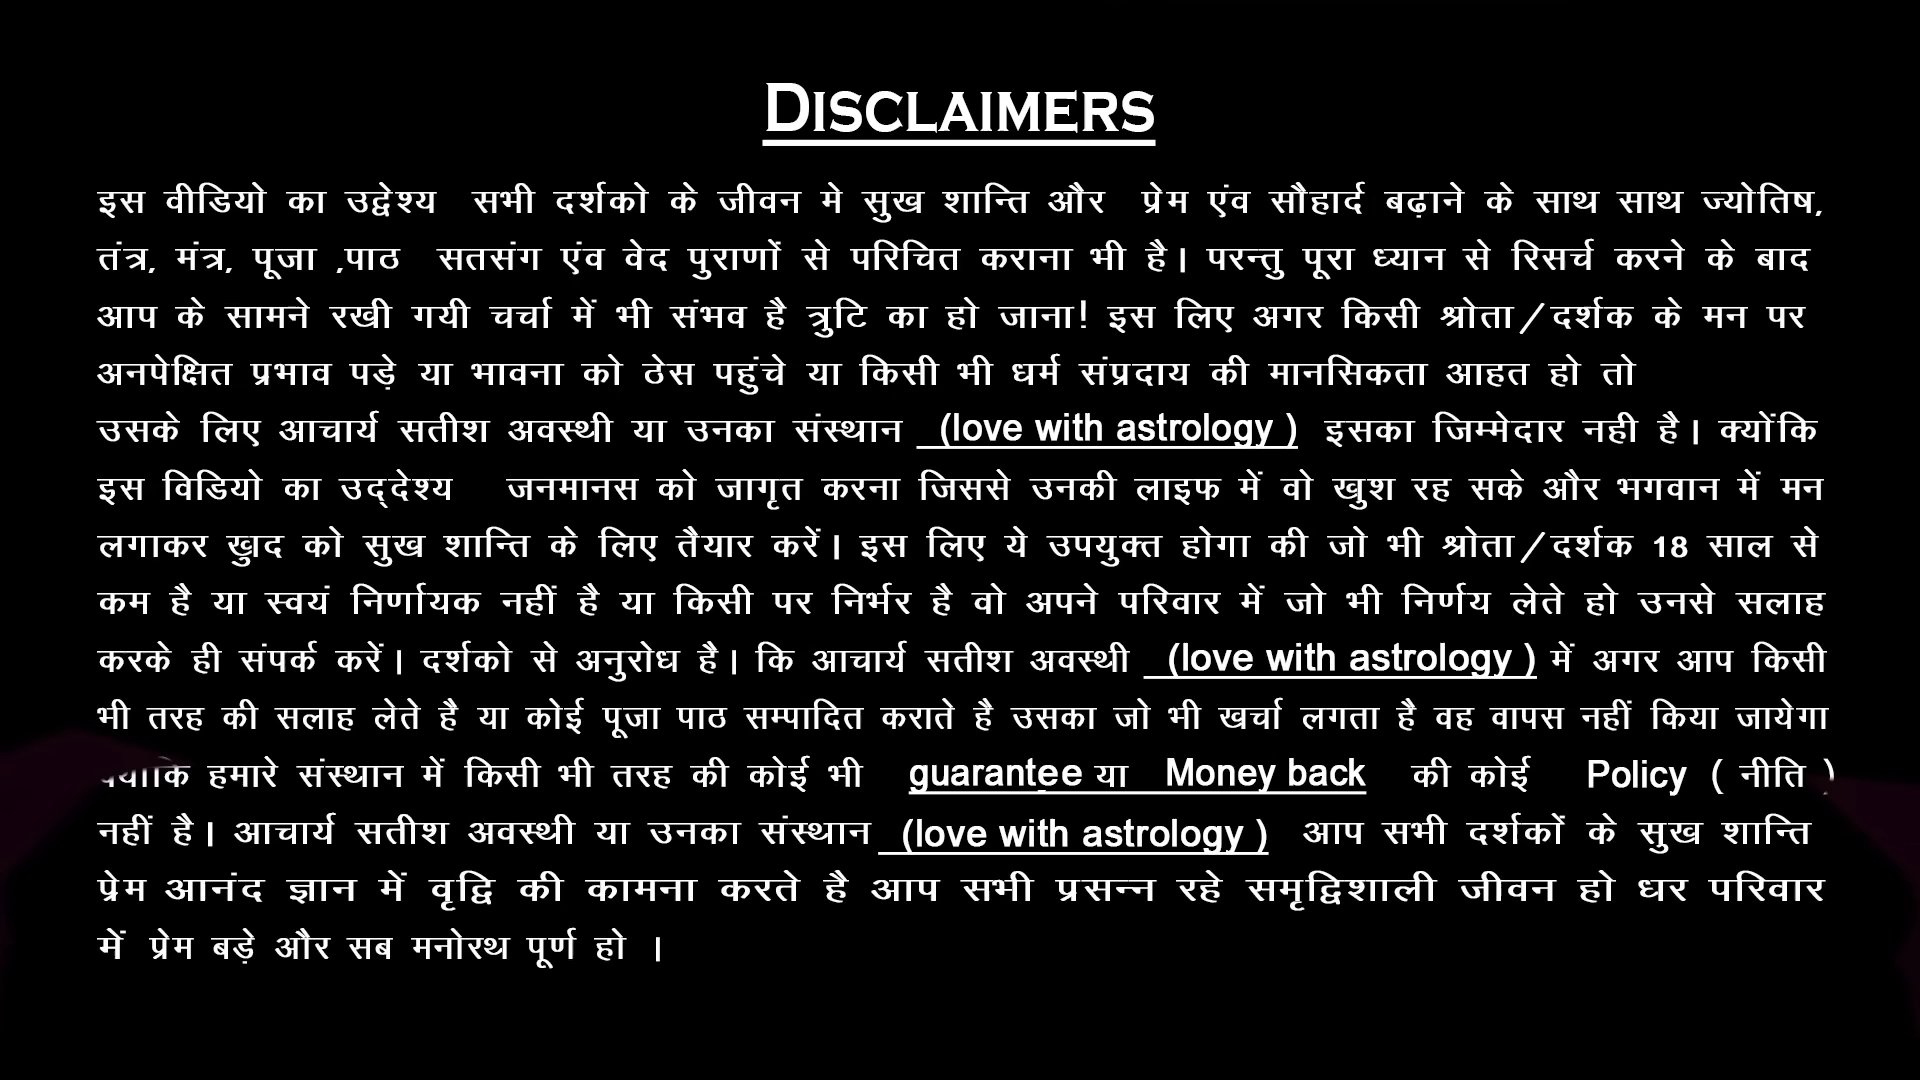 DISCLAIMERS
इस वीडियो का उद्वेश्य सभी दर्शको के जीवन मे सुख शान्ति और प्रेम एंव सौहार्द बढ़ाने के साथ साथ ज्योतिष,
तंत्र, मंत्र, पूजा ,पाठ सतसंग एंव वेद पुराणों से परिचित कराना भी है। परन्तु पूरा ध्यान से रिसर्च करने के बाद
आप के सामने रखी गयी चर्चा में भी संभव है त्रुटि का हो जाना! इस लिए अगर किसी श्रोता/दर्शक के मन पर
अनपेक्षित प्रभाव पड़े या भावना को ठेस पहुंचे या किसी भी धर्म संप्रदाय की मानसिकता आहत हो तो
उसके लिए आचार्य सतीश अवस्थी या उनका संस्थान (love with astrology ) इसका जिम्मेदार नही है। क्योंकि
इस विडियो का उद्देश्य जनमानस को जागृत करना जिससे उनकी लाइफ में वो खुश रह सके और भगवान में मन
लगाकर खुद को सुख शान्ति के लिए तैयार करें। इस लिए ये उपयुक्त होगा की जो भी श्रोता/दर्शक 18 साल से
कम है या स्वयं निर्णायक नहीं है या किसी पर निर्भर है वो अपने परिवार में जो भी निर्णय लेते हो उनसे सलाह
करके ही संपर्क करें। दर्शको से अनुरोध है। कि आचार्य सतीश अवस्थी (love with astrology ) में अगर आप किसी
भी तरह की सलाह लेते है या कोई पूजा पाठ सम्पादित कराते है उसका जो भी खर्चा लगता है वह वापस नहीं किया जायेगा
क्योंकि हमारे संस्थान में किसी भी तरह की कोई भी guarantee या Money back की कोई Policy ( नीति )
नहीं है। आचार्य सतीश अवस्थी या उनका संस्थान (love with astrology ) आप सभी दर्शकों के सुख शान्ति
प्रेम आनंद ज्ञान में वृद्वि की कामना करते है आप सभी प्रसन्न रहे समृद्विशाली जीवन हो धर परिवार
में प्रेम बड़े और सब मनोरथ पूर्ण हो ।